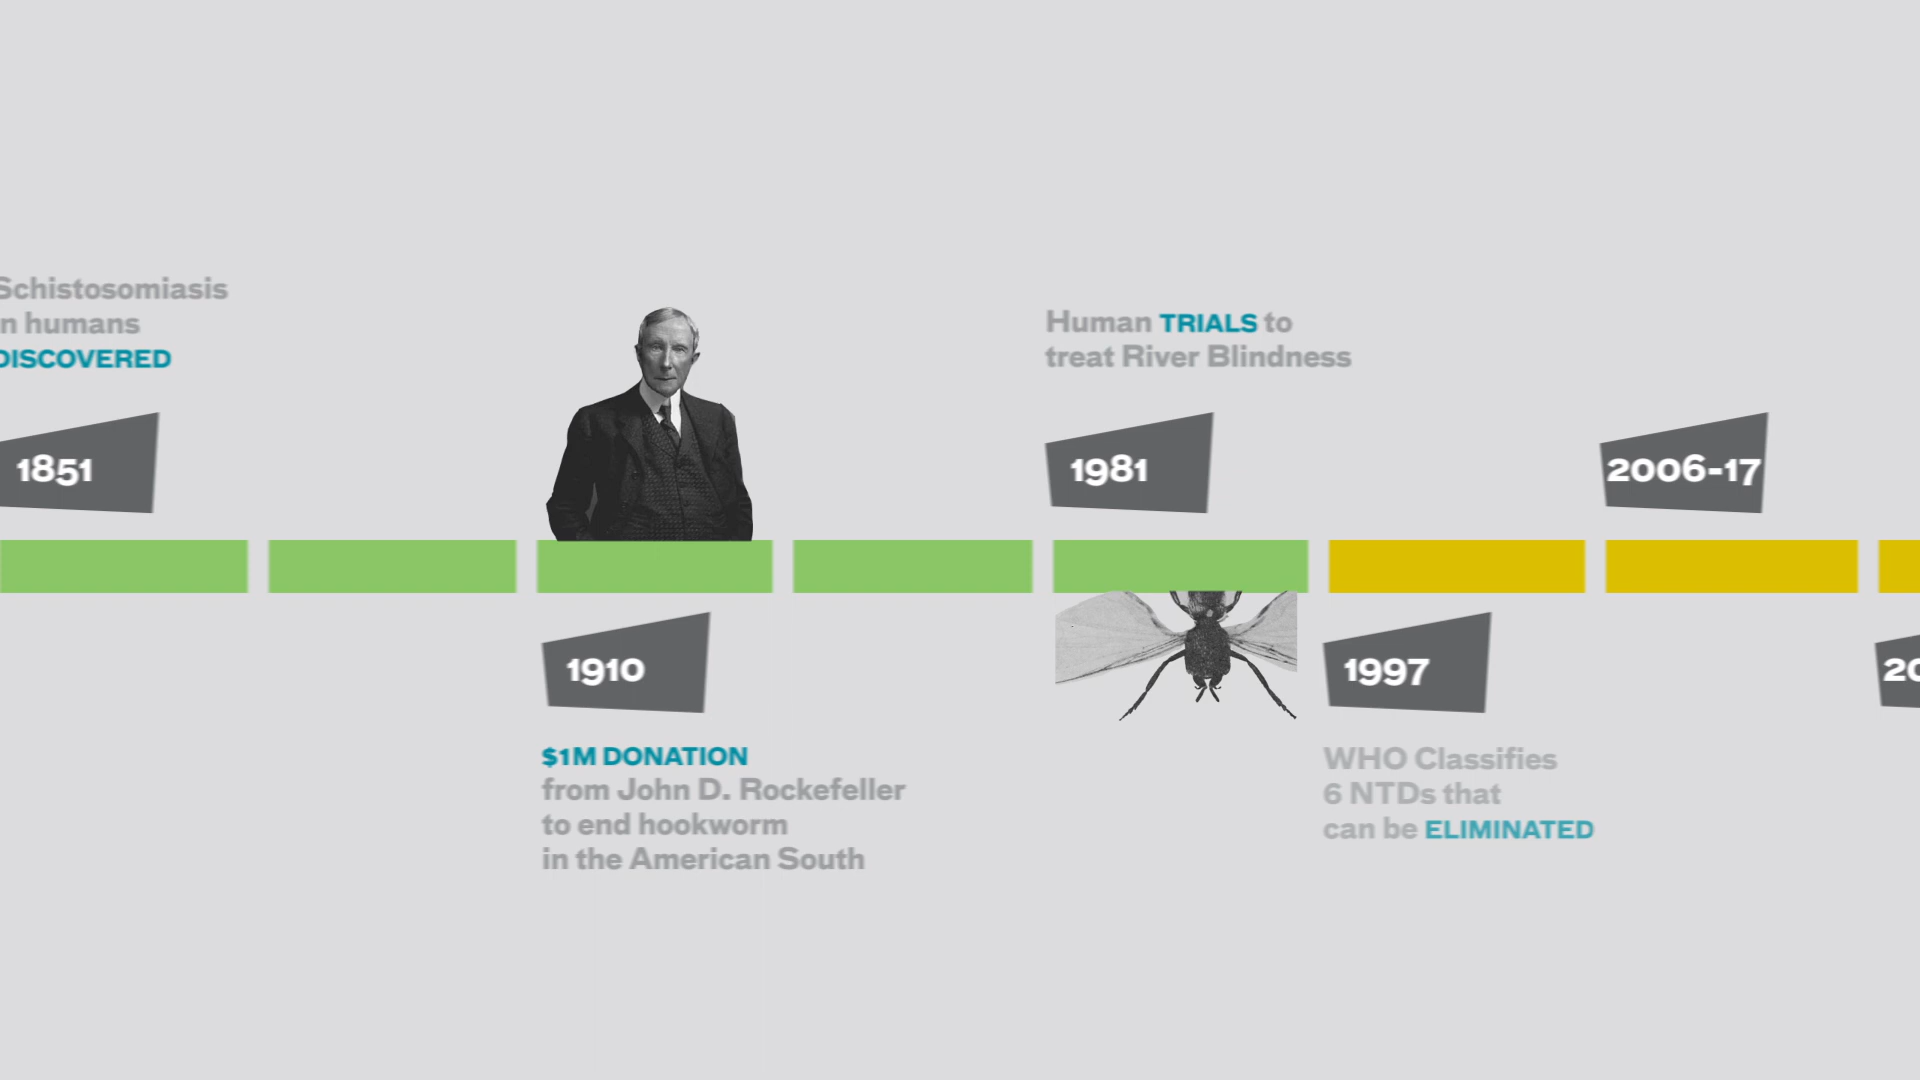 Schistosomiasis
n humans
DISCOVERED
1851
1910
$1M DONATION
from John D. Rockefeller
to end hookworm
in the American South
Human TRIALS to
treat River Blindness
1981
1997
WHO Classifies
6 NTDs that
can be ELIMINATED
2006-17
20